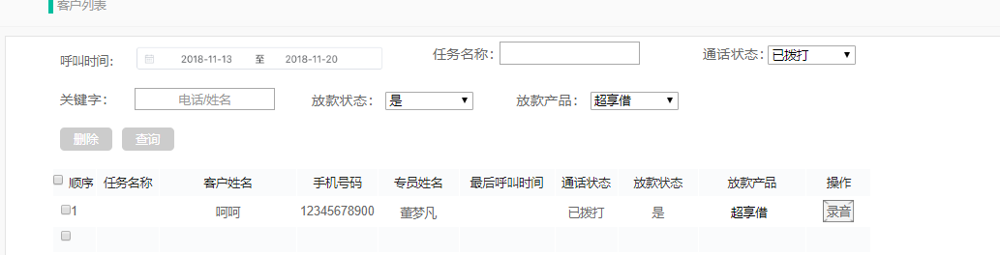 客户列表
呼叫时间: 2018-11-13 至 2018-11-20 任务名称: 通话状态: 已拨打
关键字: 电话/姓名 放款状态: 是 放款产品: 超享借
删除 查询
顺序 任务名称 客户姓名 手机号码 专员姓名 最后呼叫时间 通话状态 放款状态 放款产品 操作
1 呵呵 12345678900 董梦凡 已拨打 是 超享借 录音